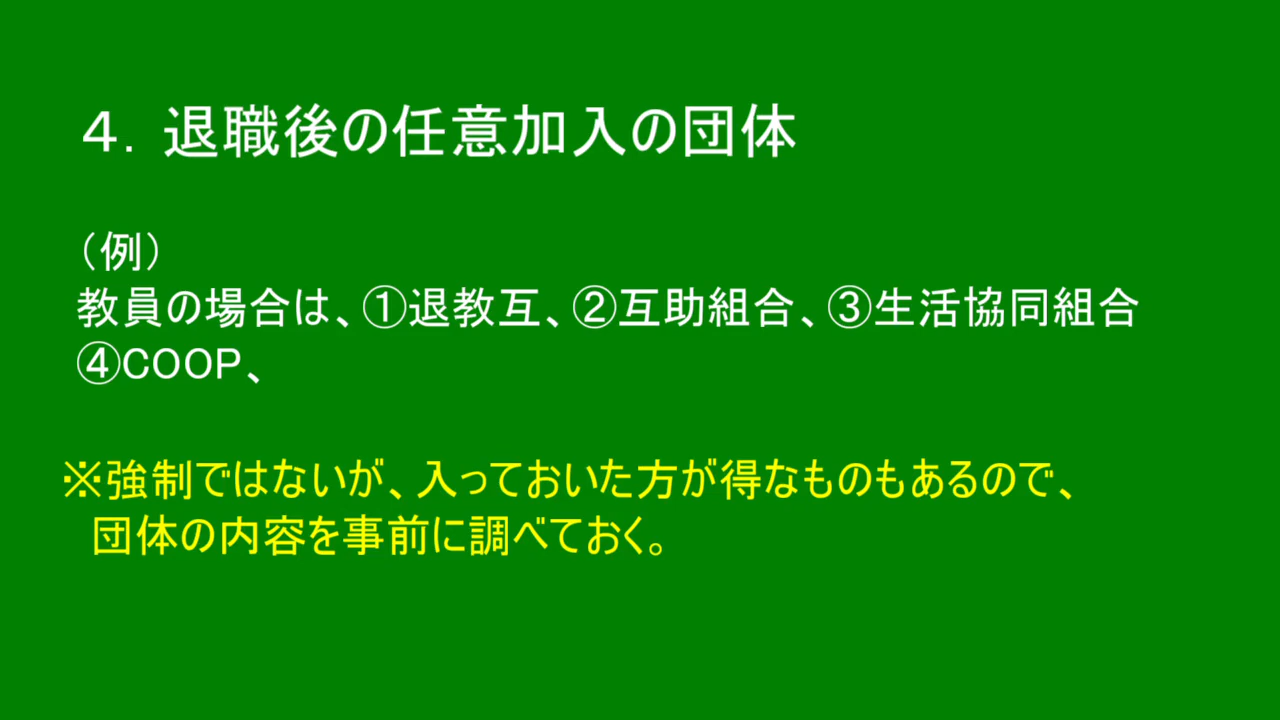 ４．退職後の任意加入の団体
（例）
教員の場合は、①退教互、②互助組合、③生活協同組合
④COOP、
※強制ではないが、入っておいた方が得なものもあるので、
団体の内容を事前に調べておく。